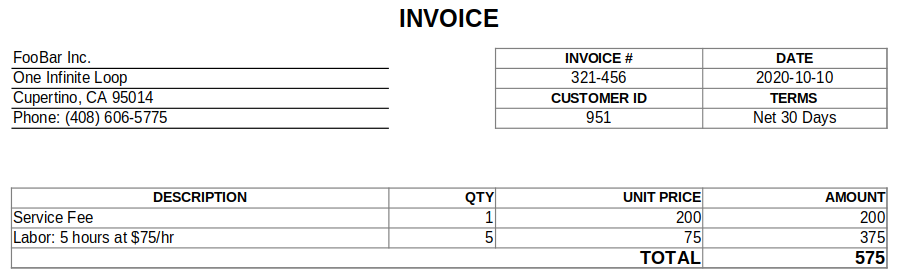 INVOICE
FooBar Inc.
One Infinite Loop
Cupertino, CA 95014
Phone: (408) 606-5775
INVOICE # DATE
321-456 2020-10-10
CUSTOMER ID TERMS
951 Net 30 Days
DESCRIPTION QTY UNIT PRICE AMOUNT
Service Fee 1 200 200
Labor: 5 hours at $75/hr 5 75 375
TOTAL 575